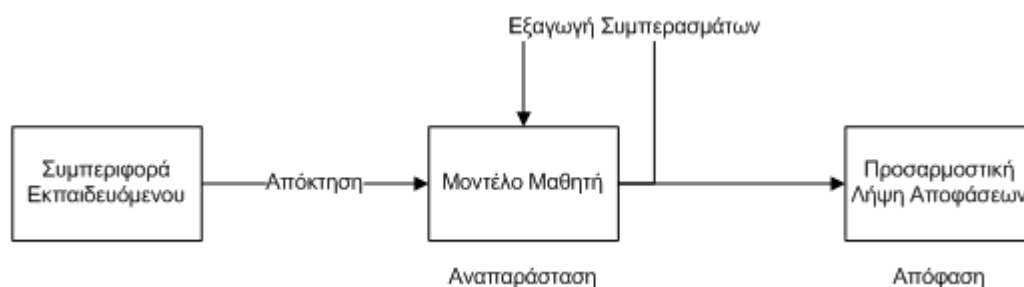 Εξαγωγή Συμπερασμάτων
Συμπεριφορά
Εκπαιδευόμενου
Απόκτηση
Μοντέλο Μαθητή
Προσαρμοστική
Λήψη Αποφάσεων
Αναπαράσταση
Απόφαση